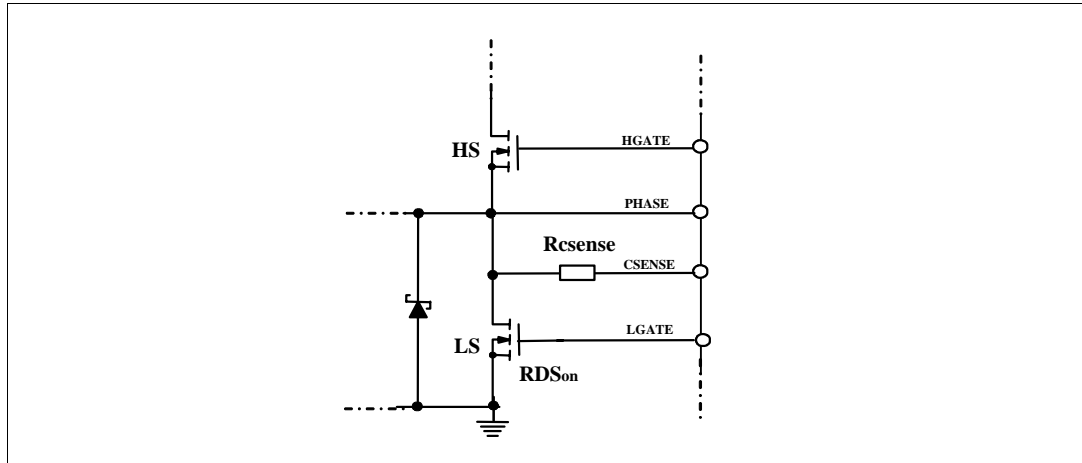 HGATE
HS
PHASE
Rcsense
CSENSE
LGATE
LS
RDSon